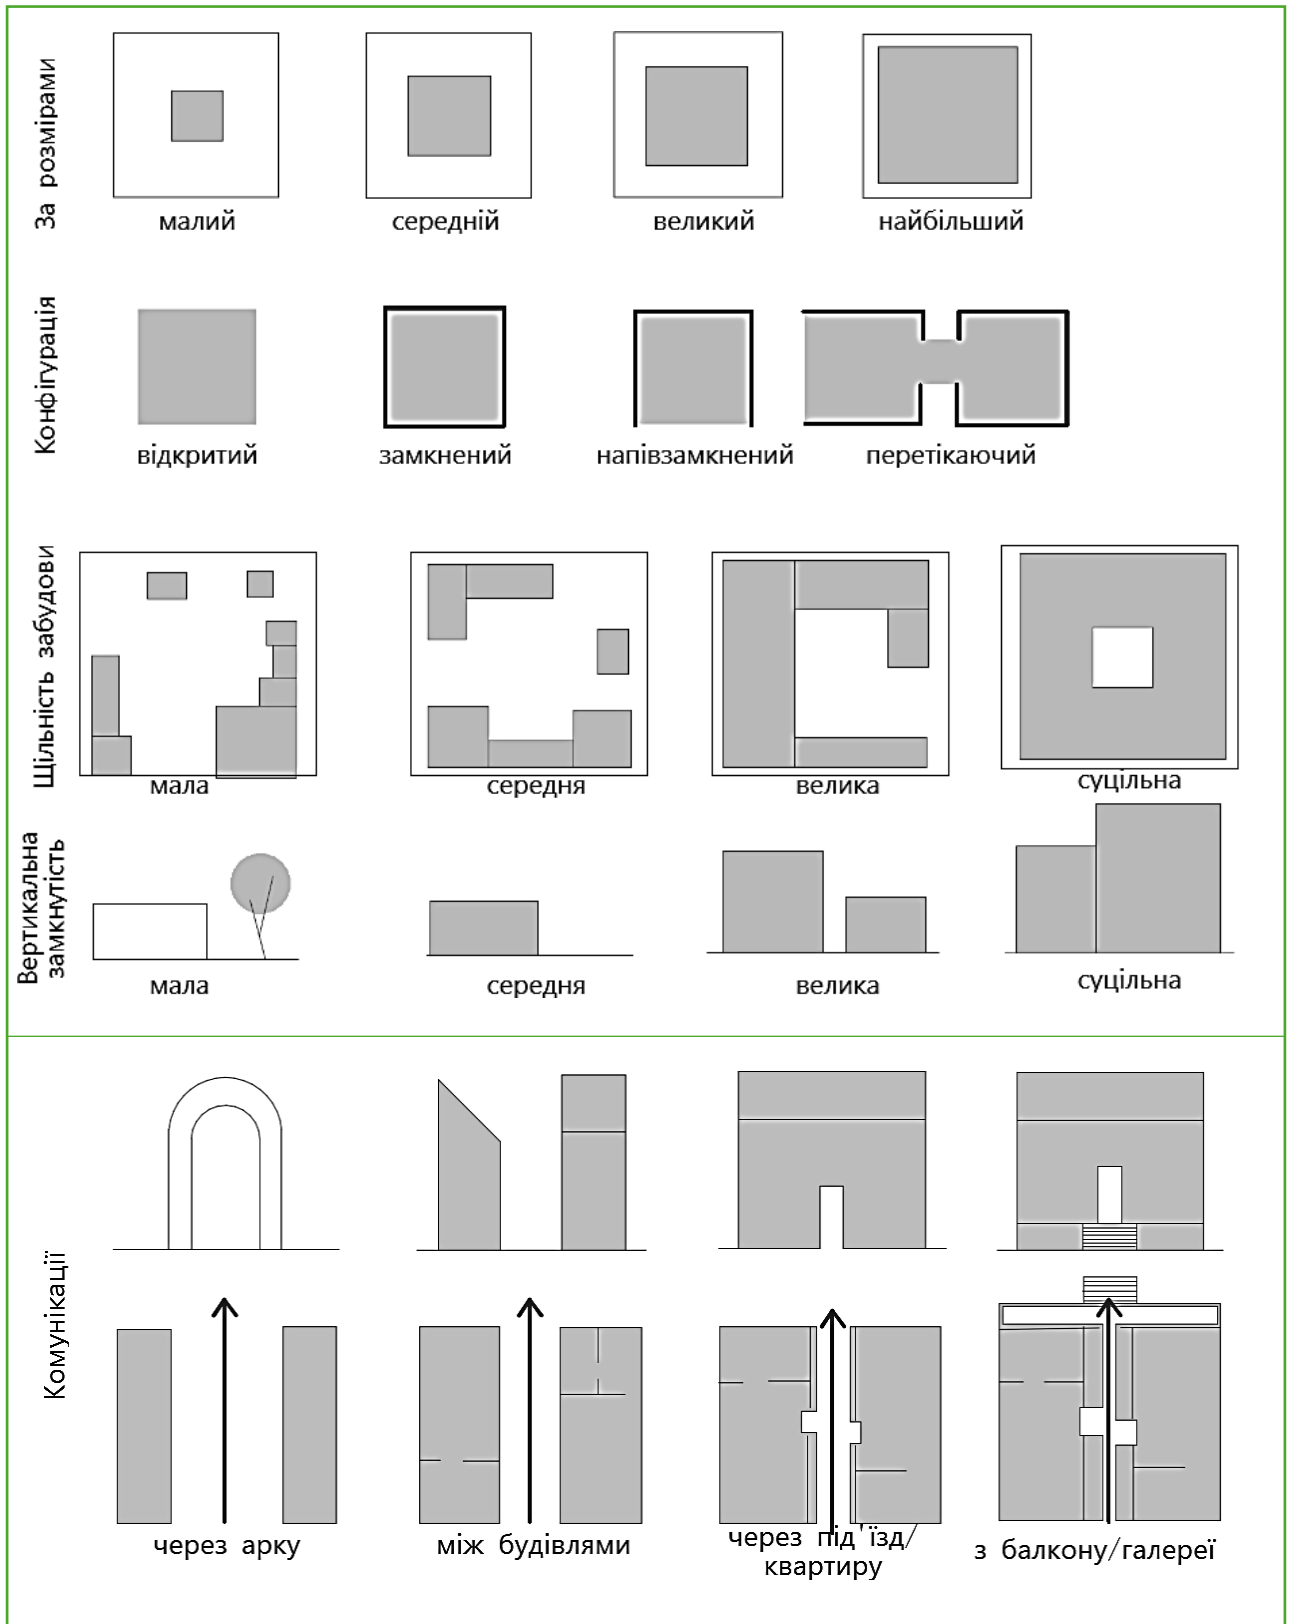 За розмірами
малий
середній
великий
найбільший
Конфігурація
відкритий
замкнений
напівзамкнений
перетікаючий
Щільність забудови
мала
середня
велика
суцільна
Вертикальна
замкнутість
мала
середня
велика
суцільна
Комунікації
через арку
між будівлями
через під'їзд/
квартиру
з балкону/галереї